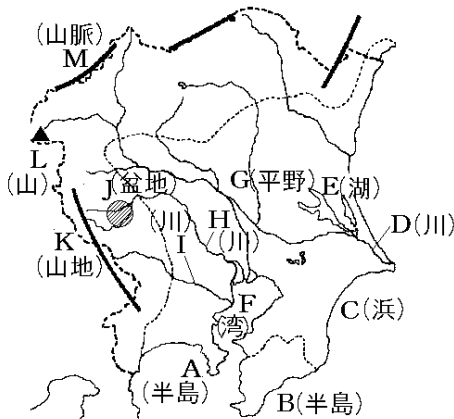 (山脈)
M
L
(山)
J(盆地)
G(平野)
E(湖)
D(川)
(川)
H
(川)
I
K
(山地)
F
(湾)
C(浜)
A
(半島)
B(半島)